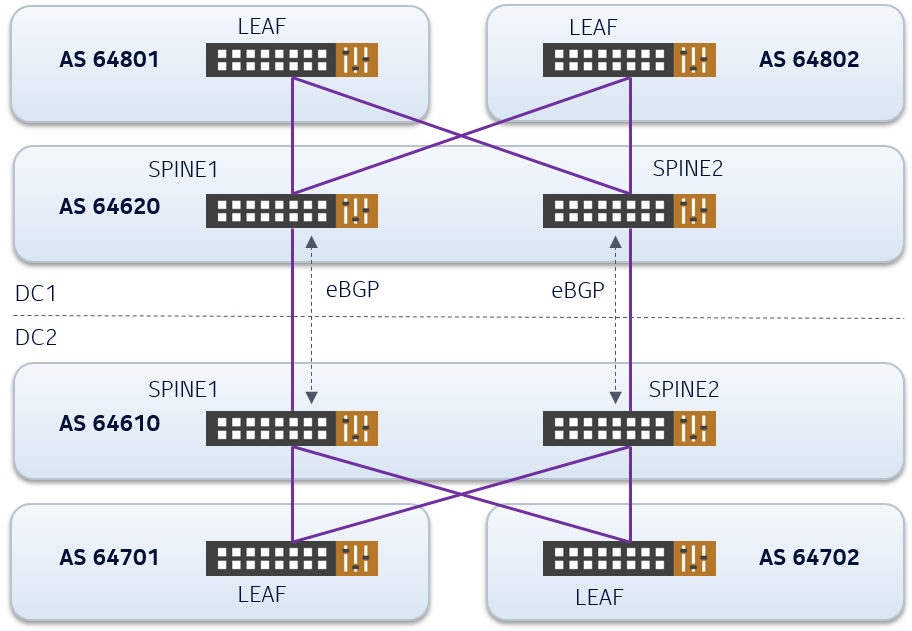 LEAF
LEAF
AS 64801
AS 64802
SPINE1
SPINE2
AS 64620
eBGP
eBGP
DC1
DC2
SPINE1
SPINE2
AS 64610
AS 64701
AS 64702
LEAF
LEAF